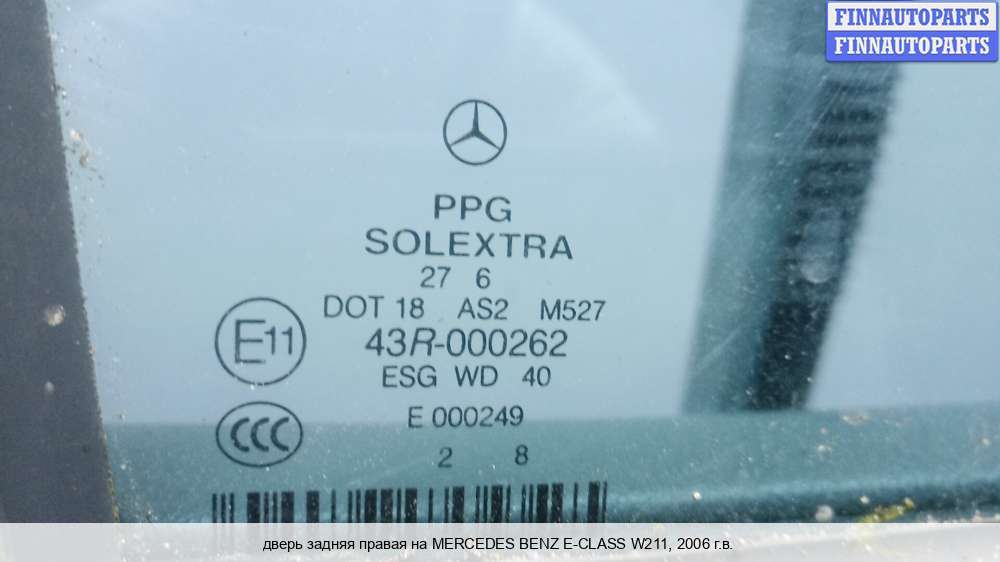 FINNAUTOPARTS
FINNAUTOPARTS
PPG
SOLEXTRA
27 6
DOT 18 AS2 M527
E11
43R-000262
ESG WD 40
E 000249
CCC
2 8
дверь задняя правая на MERCEDES BENZ E-CLASS W211, 2006 г.в.